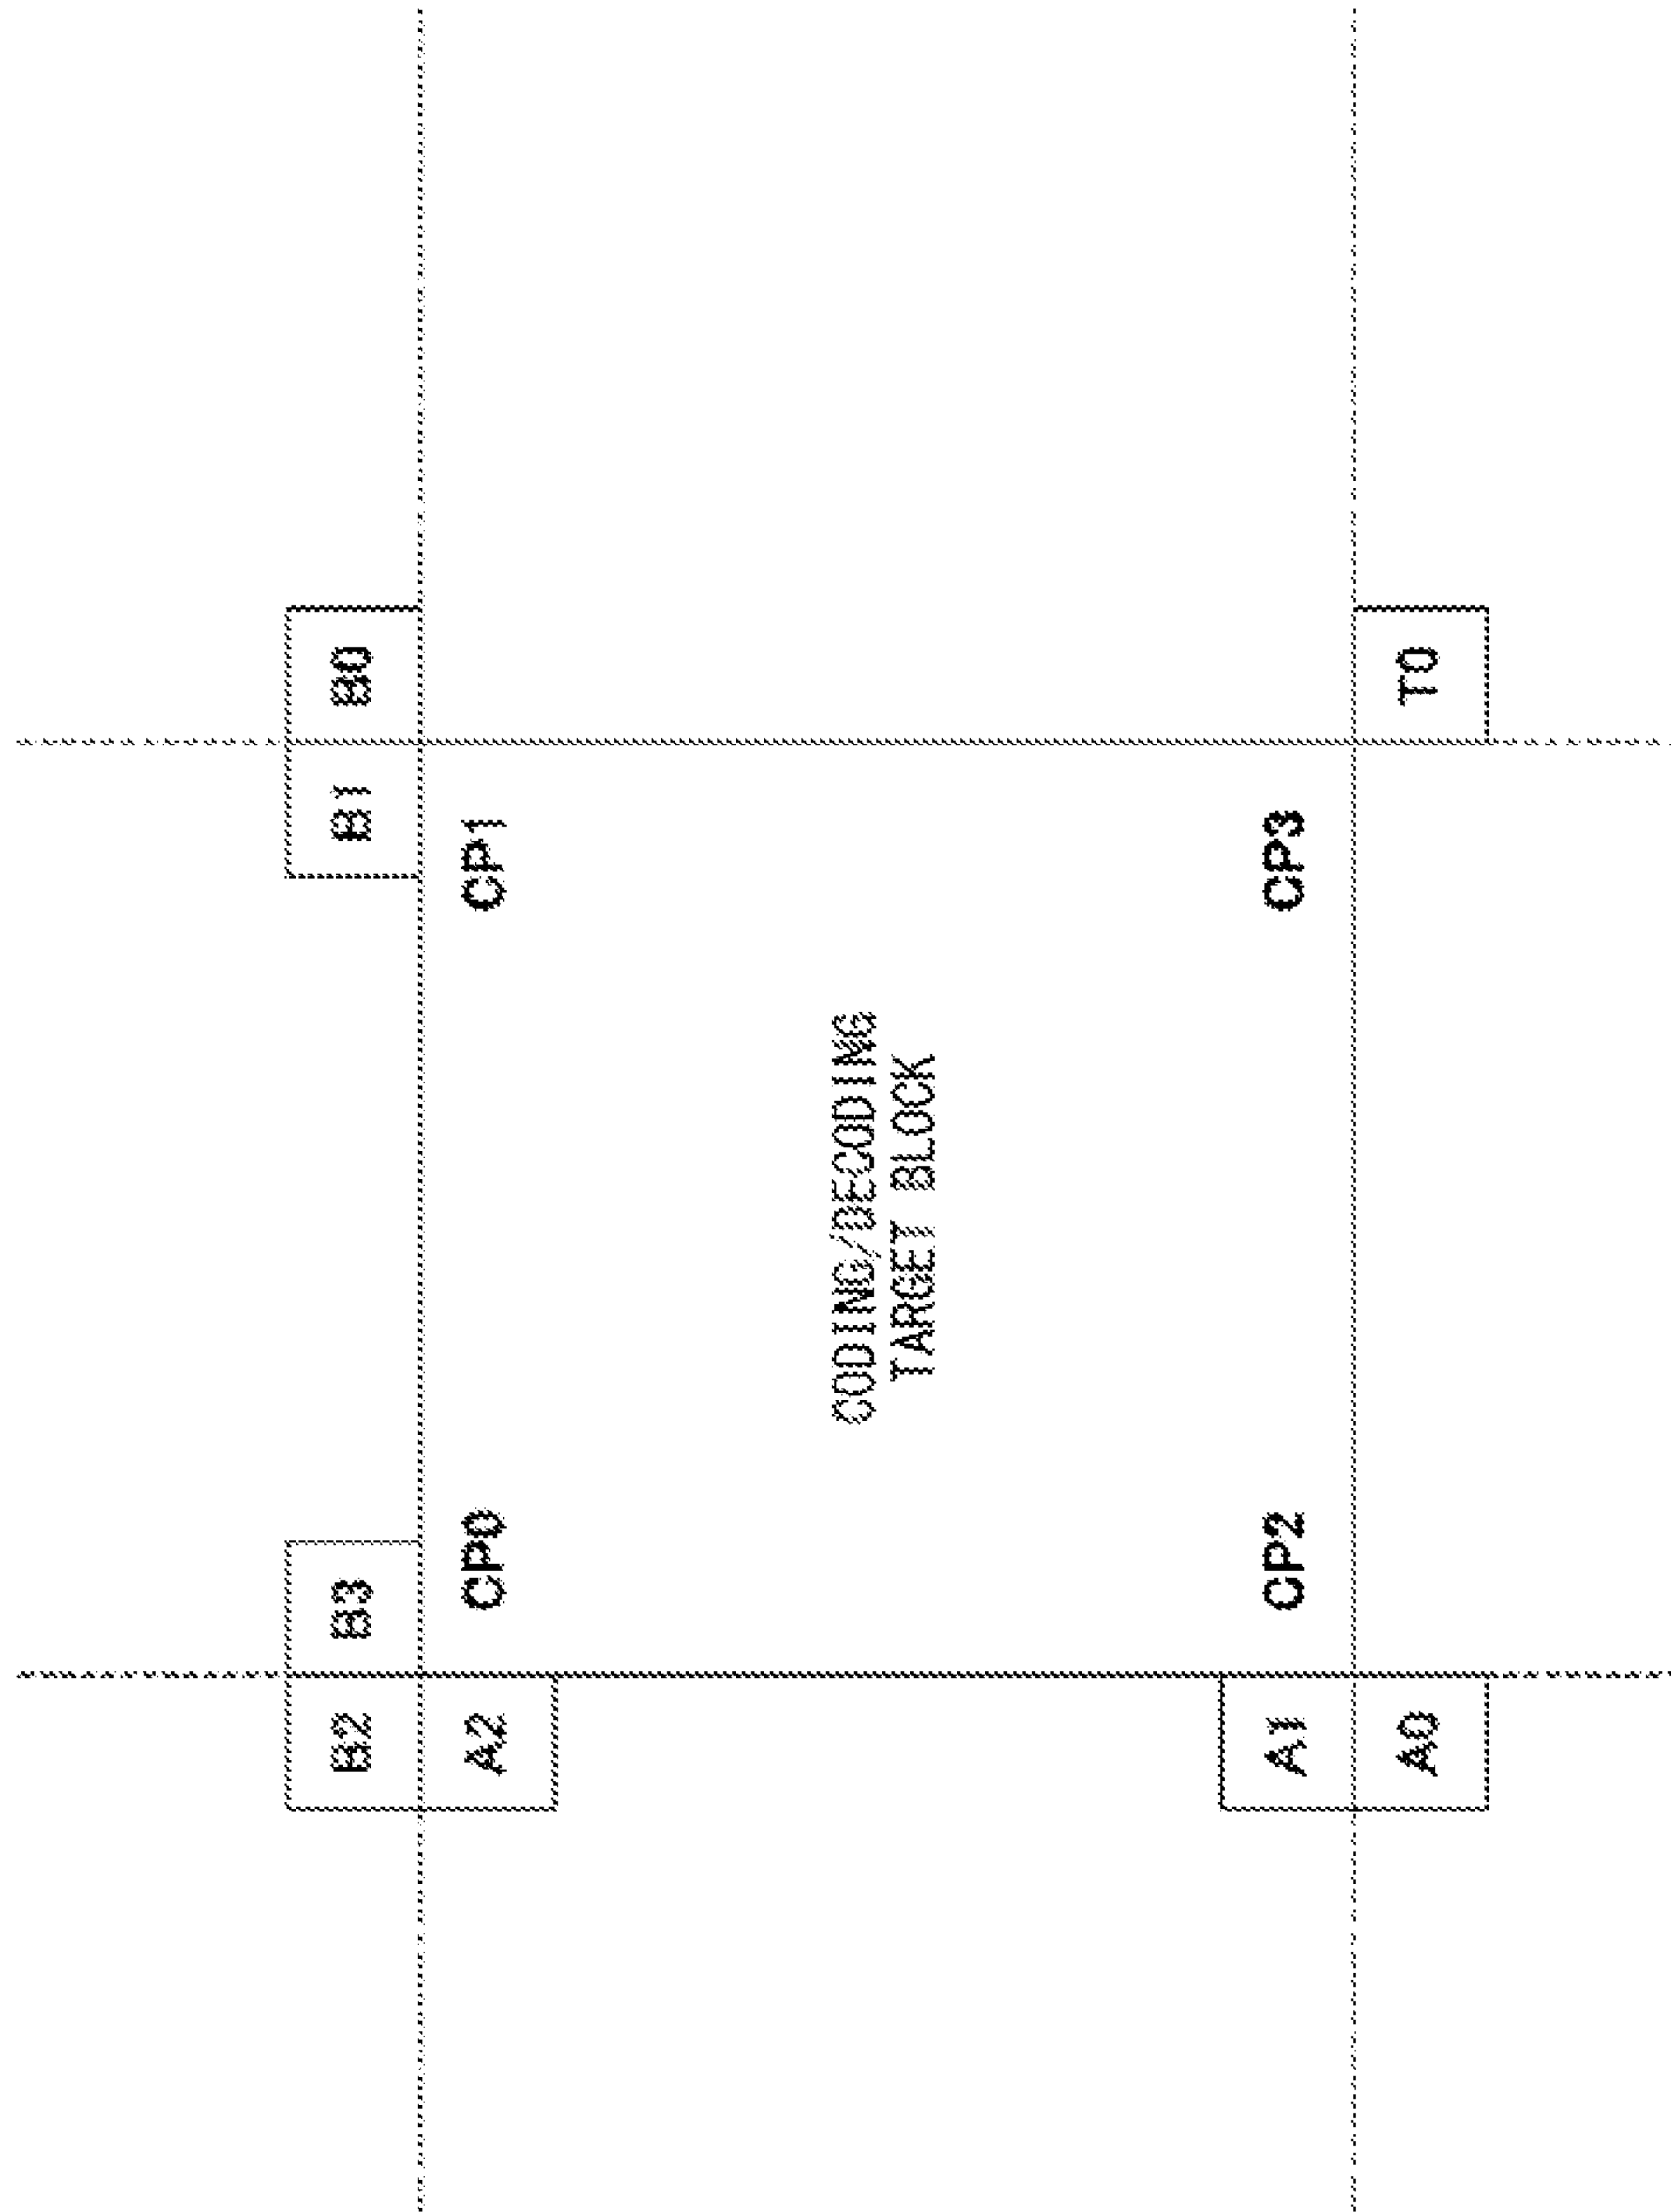 B2
B3
B1
B0
A2
CP0
CP1
CODING/DECODING
TARGET BLOCK
A1
CP2
CP3
A0
T0